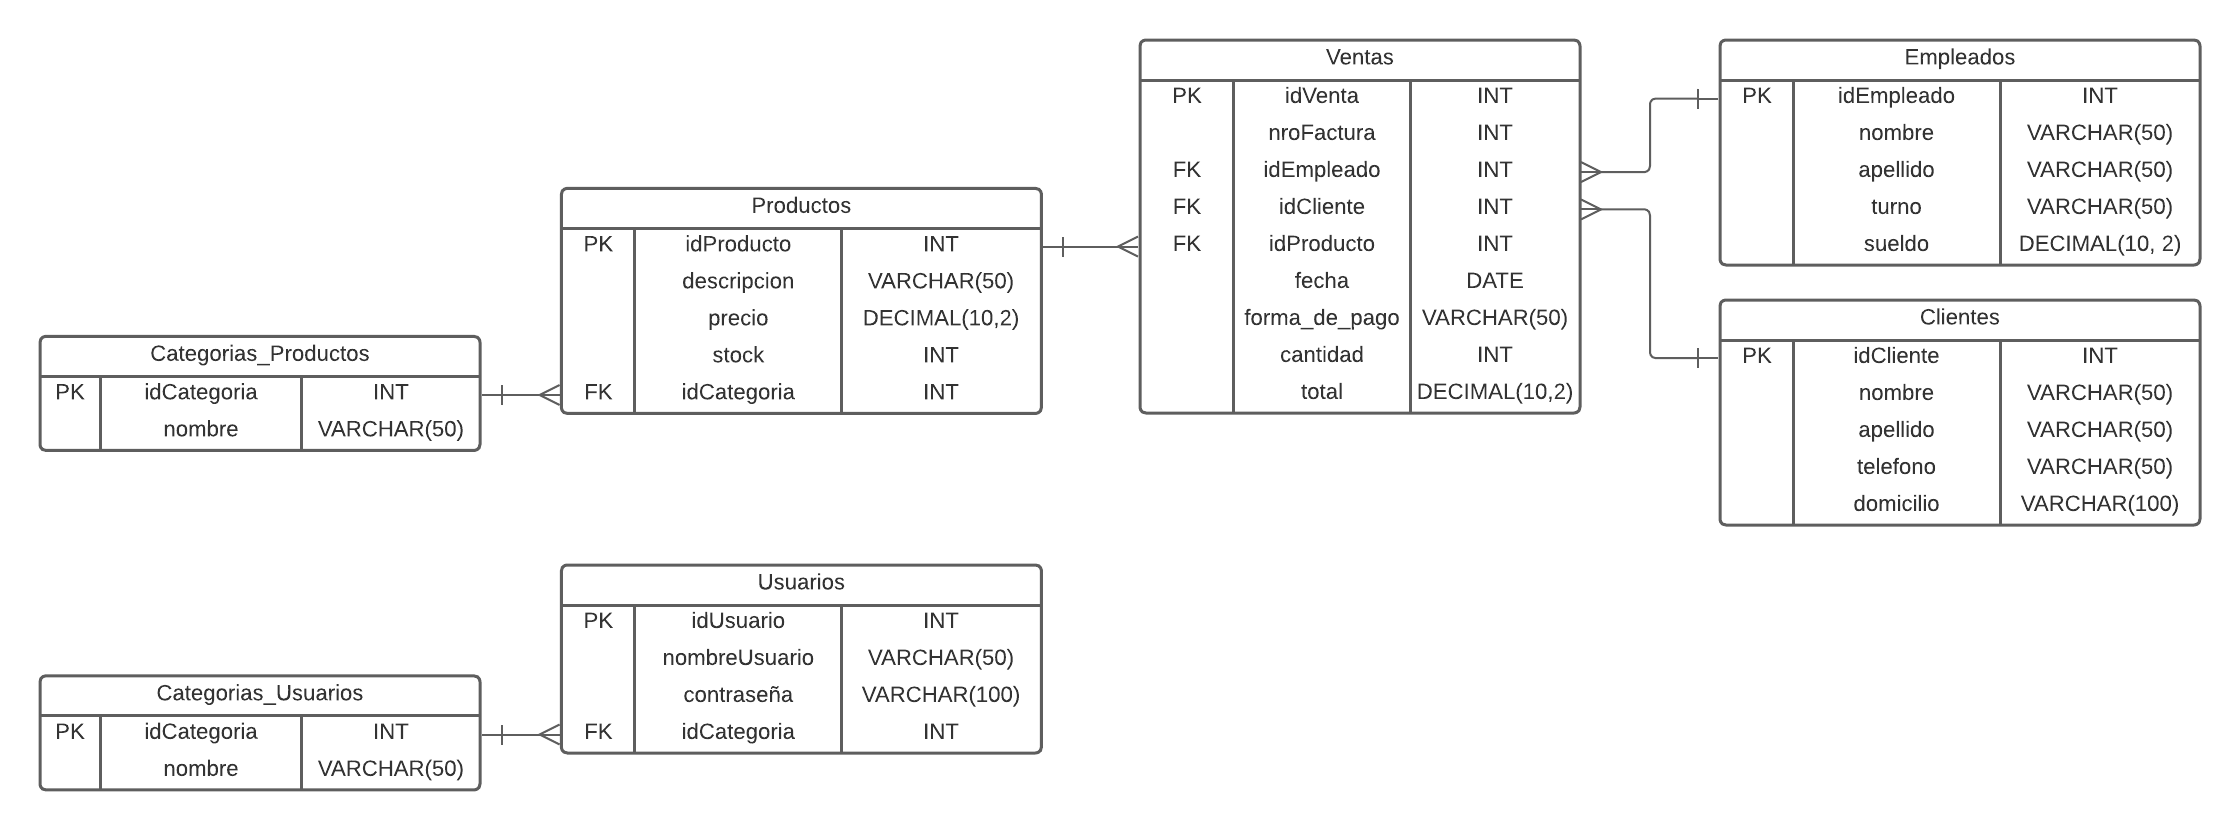 Ventas
PK idVenta INT
nroFactura INT
FK idEmpleado INT
FK idCliente INT
FK idProducto INT
fecha DATE
forma_de_pago VARCHAR(50)
cantidad INT
total DECIMAL(10,2)
Empleados
PK idEmpleado INT
nombre VARCHAR(50)
apellido VARCHAR(50)
turno VARCHAR(50)
sueldo DECIMAL(10, 2)
Productos
PK idProducto INT
descripcion VARCHAR(50)
precio DECIMAL(10,2)
stock INT
FK idCategoria INT
Clientes
PK idCliente INT
nombre VARCHAR(50)
apellido VARCHAR(50)
telefono VARCHAR(50)
domicilio VARCHAR(100)
Categorias_Productos
PK idCategoria INT
nombre VARCHAR(50)
Usuarios
PK idUsuario INT
nombreUsuario VARCHAR(50)
contraseña VARCHAR(100)
FK idCategoria INT
Categorias_Usuarios
PK idCategoria INT
nombre VARCHAR(50)